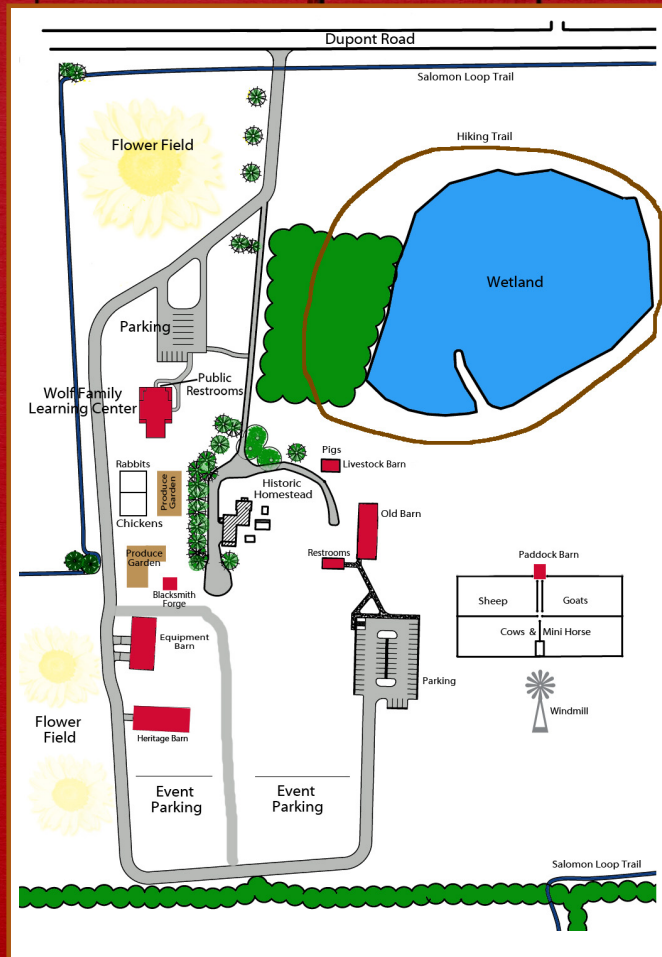 Dupont Road
Salomon Loop Trail
Hiking Trail
Flower Field
Wetland
Parking
Public
Restrooms
Wolf Family
Learning Center
Pigs
Livestock Barn
Rabbits
Produce
Garden
Historic
Homestead
Chickens
Old Barn
Produce
Garden
Restrooms
Paddock Barn
Blacksmith
Forge
Sheep
Goats
Cows & Mini Horse
Equipment
Barn
Parking
Windmill
Flower
Field
Heritage Barn
Event
Parking
Event
Parking
Salomon Loop Trail